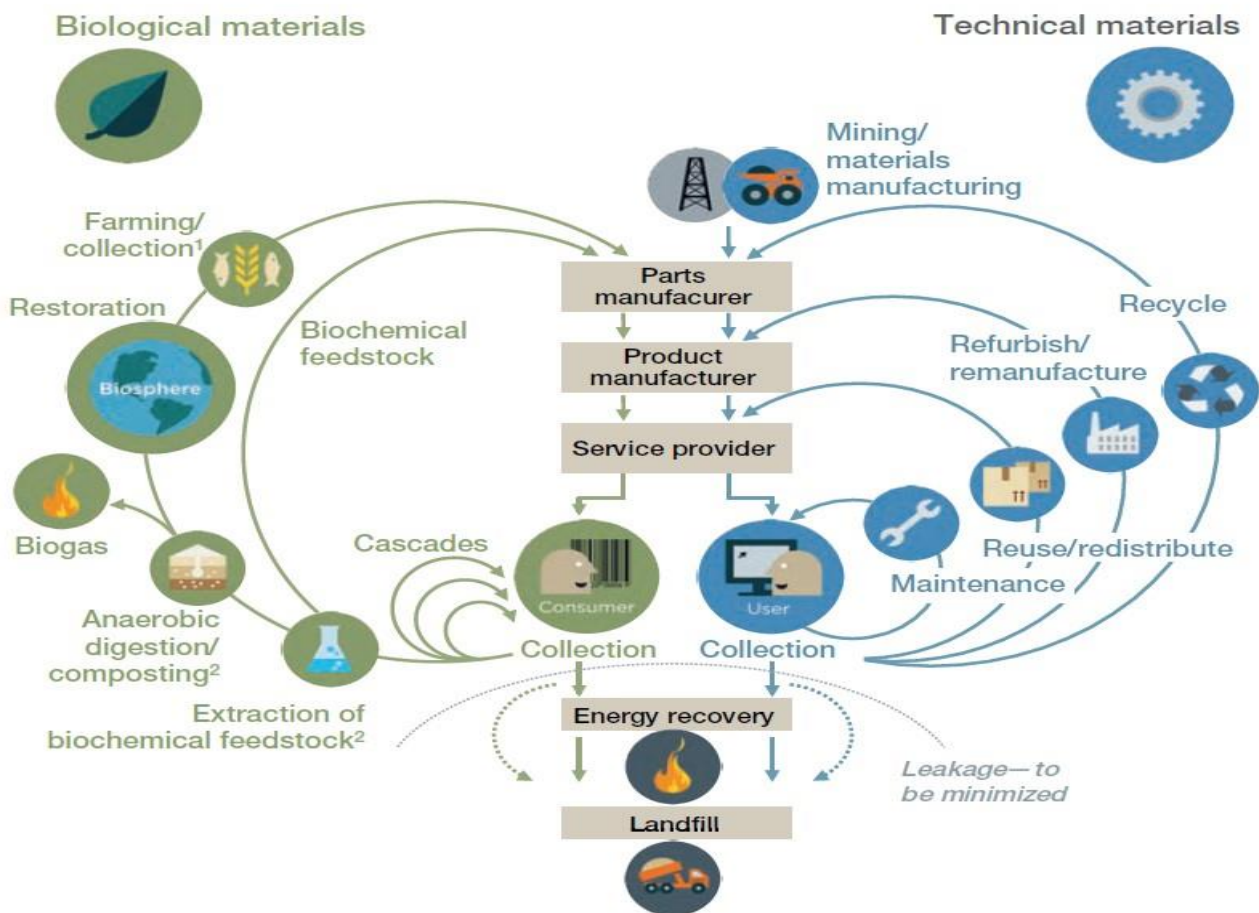 Biological materials
Technical materials
Mining/
materials
manufacturing
Farming/
collection¹
Restoration
Biosphere
Biochemical
feedstock
Parts
manufacurer
Product
manufacturer
Service provider
Recycle
Refurbish/
remanufacture
Biogas
Cascades
Consumer
User
Reuse/redistribute
Maintenance
Anaerobic
digestion/
composting²
Collection
Collection
Extraction of
biochemical feedstock²
Energy recovery
Leakage—to
be minimized
Landfill